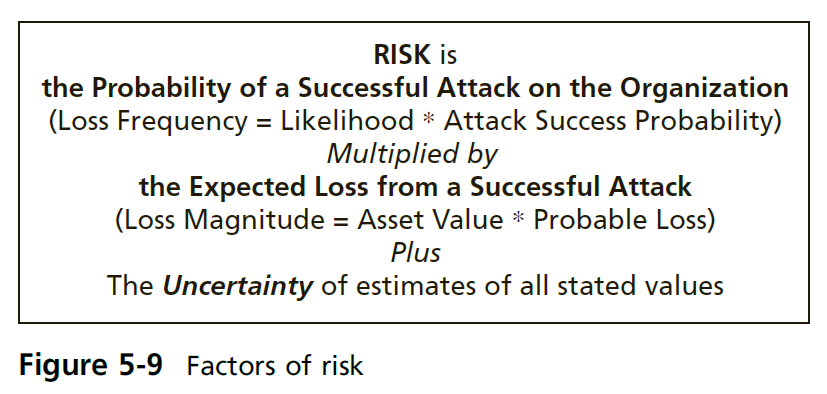 RISK is
the Probability of a Successful Attack on the Organization
(Loss Frequency = Likelihood * Attack Success Probability)
Multiplied by
the Expected Loss from a Successful Attack
(Loss Magnitude = Asset Value * Probable Loss)
Plus
The Uncertainty of estimates of all stated values
Figure 5-9 Factors of risk